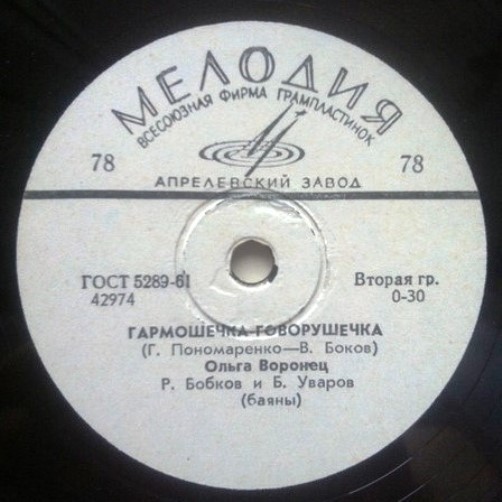 МЕЛОДИЯ
ВСЕСОЮЗНАЯ ФИРМА ГРАМПЛАСТИНОК
78 78
АПРЕЛЕВСКИЙ ЗАВОД
ГОСТ 5289-61 Вторая гр.
42974 0-30
ГАРМОШЕЧКА-ГОВОРУШЕЧКА
(Г. Пономаренко—В. Боков)
Ольга Воронец
Р. Бобков и Б. Уваров
(баяны)